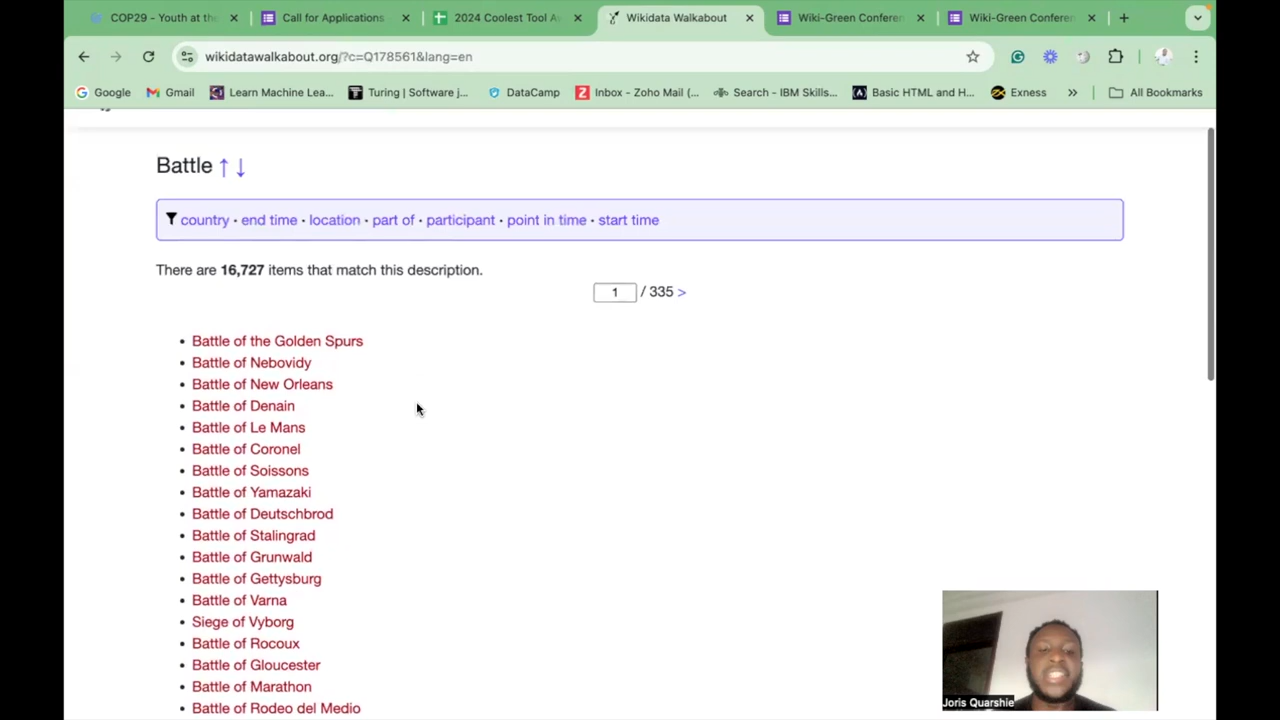 COP29 - Youth at the
Call for Applications
2024 Coolest Tool A
Wikidata Walkabout
Wiki-Green Conferen
Wiki-Green Conferen
wikidatawalkabout.org/?c=Q178561&lang=en
Google
Gmail
Learn Machine Lea...
Turing | Software j...
DataCamp
Inbox - Zoho Mail (...
Search - IBM Skills...
Basic HTML and H...
Exness
»
All Bookmarks
Battle ↑ ↓
country · end time · location · part of · participant · point in time · start time
There are 16,727 items that match this description.
1 / 335 >
• Battle of the Golden Spurs
• Battle of Nebovidy
• Battle of New Orleans
• Battle of Denain
• Battle of Le Mans
• Battle of Coronel
• Battle of Soissons
• Battle of Yamazaki
• Battle of Deutschbrod
• Battle of Stalingrad
• Battle of Grunwald
• Battle of Gettysburg
• Battle of Varna
• Siege of Vyborg
• Battle of Rocoux
• Battle of Gloucester
• Battle of Marathon
• Battle of Rodeo del Medio
Joris Quarshie